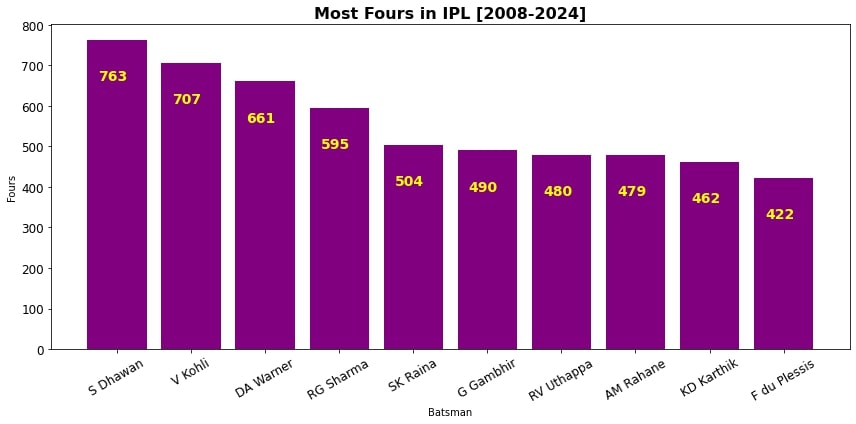 Most Fours in IPL [2008-2024]
Fours
800
700
600
500
400
300
200
100
0
763
707
661
595
504
490
480
479
462
422
S Dhawan
V Kohli
DA Warner
RG Sharma
SK Raina
G Gambhir
RV Uthappa
AM Rahane
KD Karthik
F du Plessis
Batsman